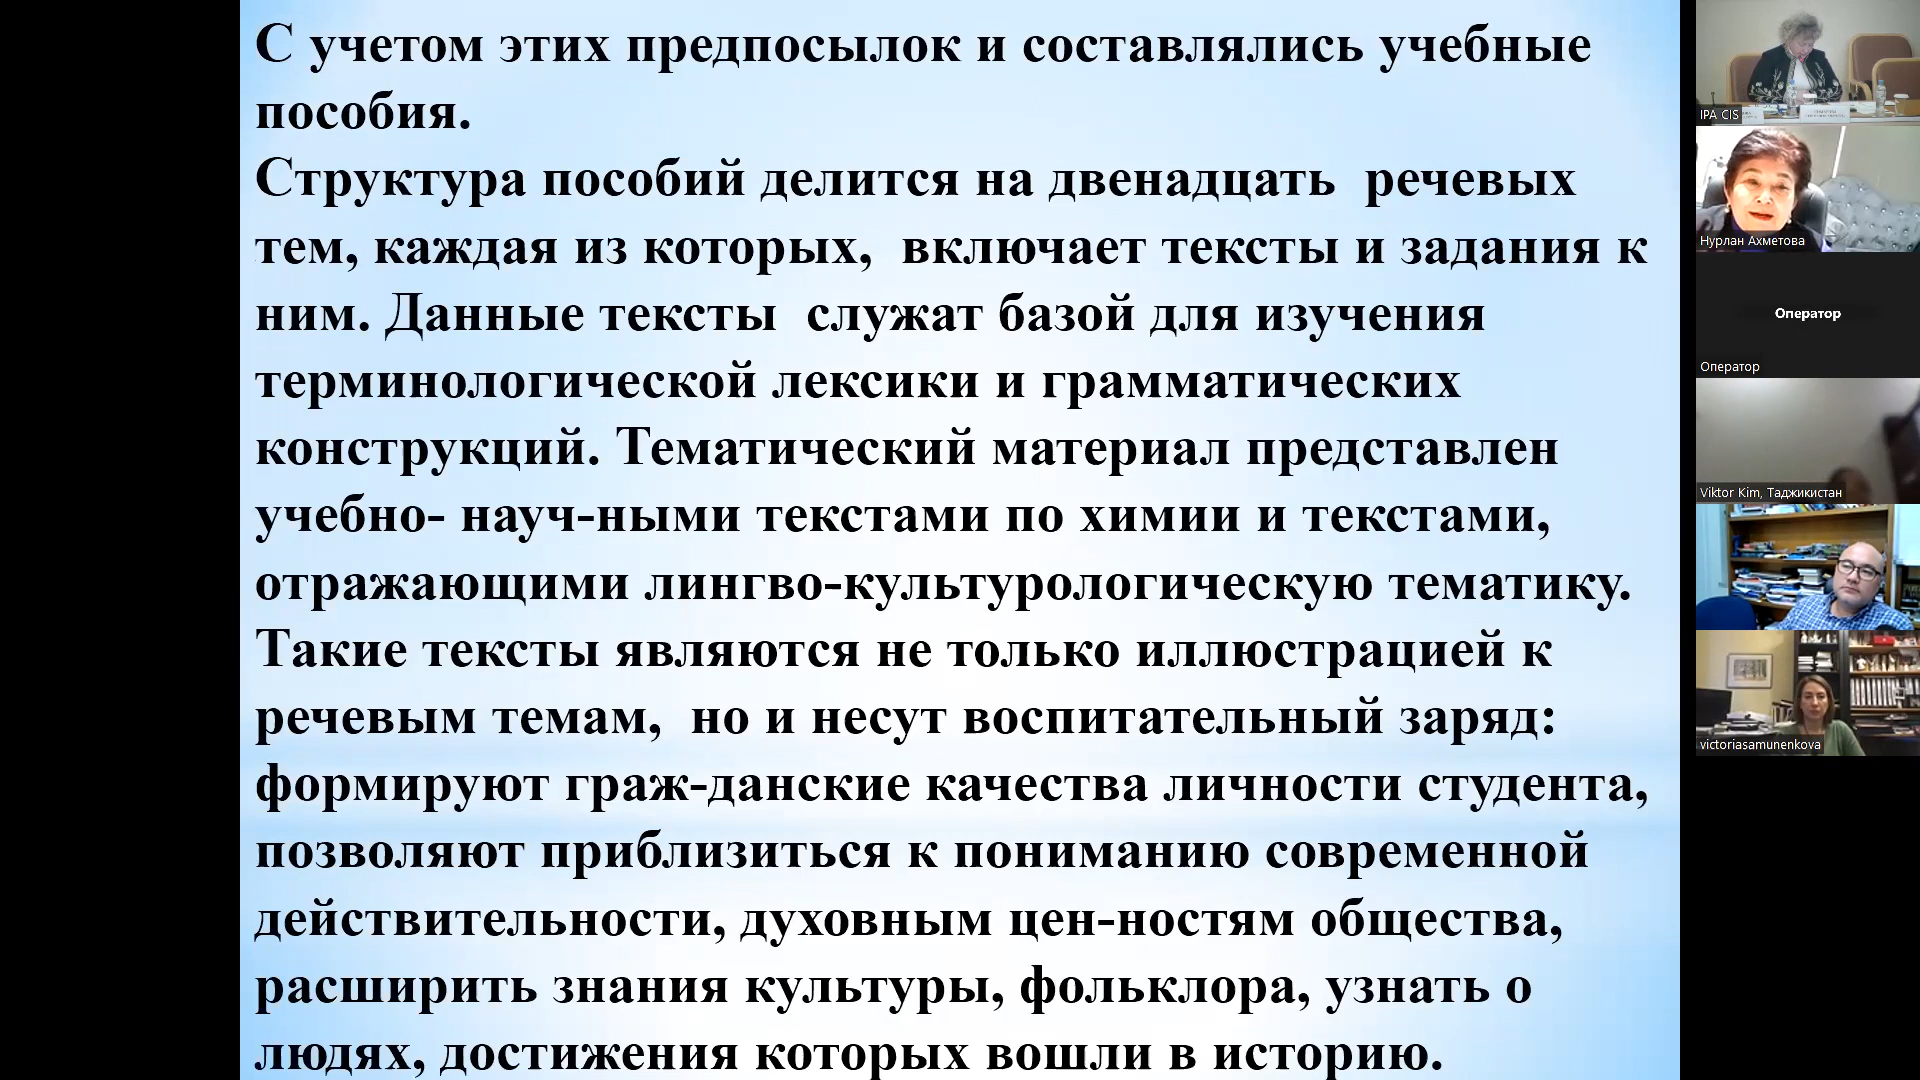 С учетом этих предпосылок и составлялись учебные
пособия.
Структура пособий делится на двенадцать  речевых
тем, каждая из которых,  включает тексты и задания к
ним. Данные тексты  служат базой для изучения
терминологической лексики и грамматических
конструкций. Тематический материал представлен
учебно- науч-ными текстами по химии и текстами,
отражающими лингво-культурологическую тематику.
Такие тексты являются не только иллюстрацией к
речевым темам,  но и несут воспитательный заряд:
формируют граж-данские качества личности студента,
позволяют приблизиться к пониманию современной
действительности, духовным цен-ностям общества,
расширить знания культуры, фольклора, узнать о
людях, достижения которых вошли в историю.
IPA CIS
Нурлан Ахметова
Оператор
Оператор
Viktor Kim, Таджикистан
victoriasamunenkova